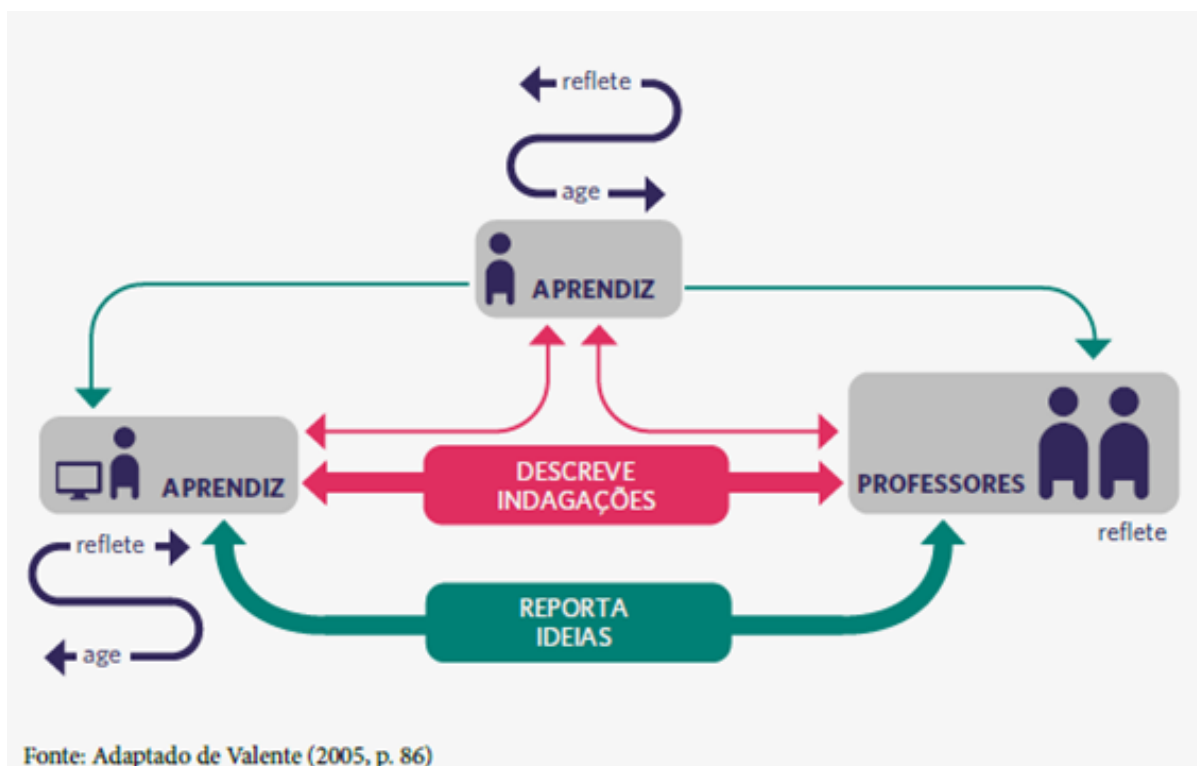 reflete
age
APRENDIZ
APRENDIZ
DESCREVE
INDAGAÇÕES
PROFESSORES
reflete
reflete
age
REPORTA
IDEIAS
Fonte: Adaptado de Valente (2005, p. 86)